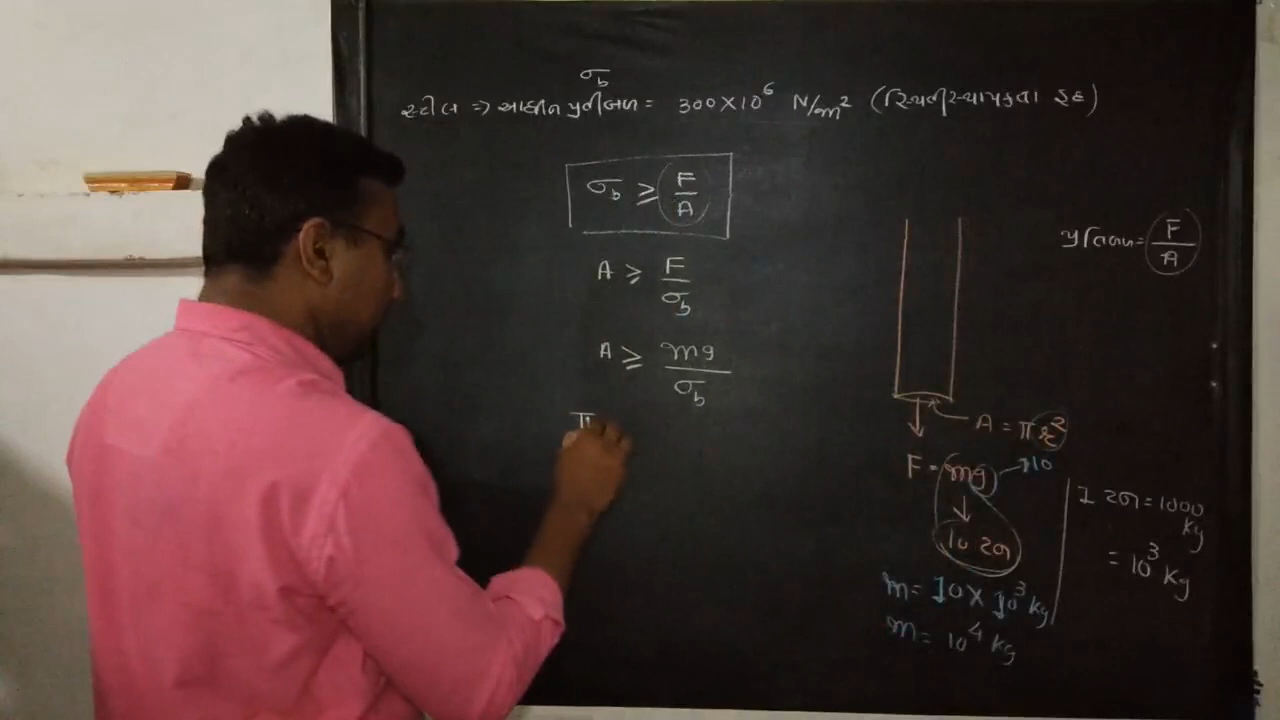 σb
સ્ટીલ => આધીન પ્રતીબળ = 300×10⁶ N/m² (સ્થિતીસ્થાપકતા હદ)
σb ≥ F/A
A ≥ F/σb
A ≥ mg/σb
π
પ્રતિબળ = F/A
A = πr²
F = mg → 10
↓
10 ટન
m = 10 × 10³ kg
m = 10⁴ kg
1 ટન = 1000 kg
= 10³ kg